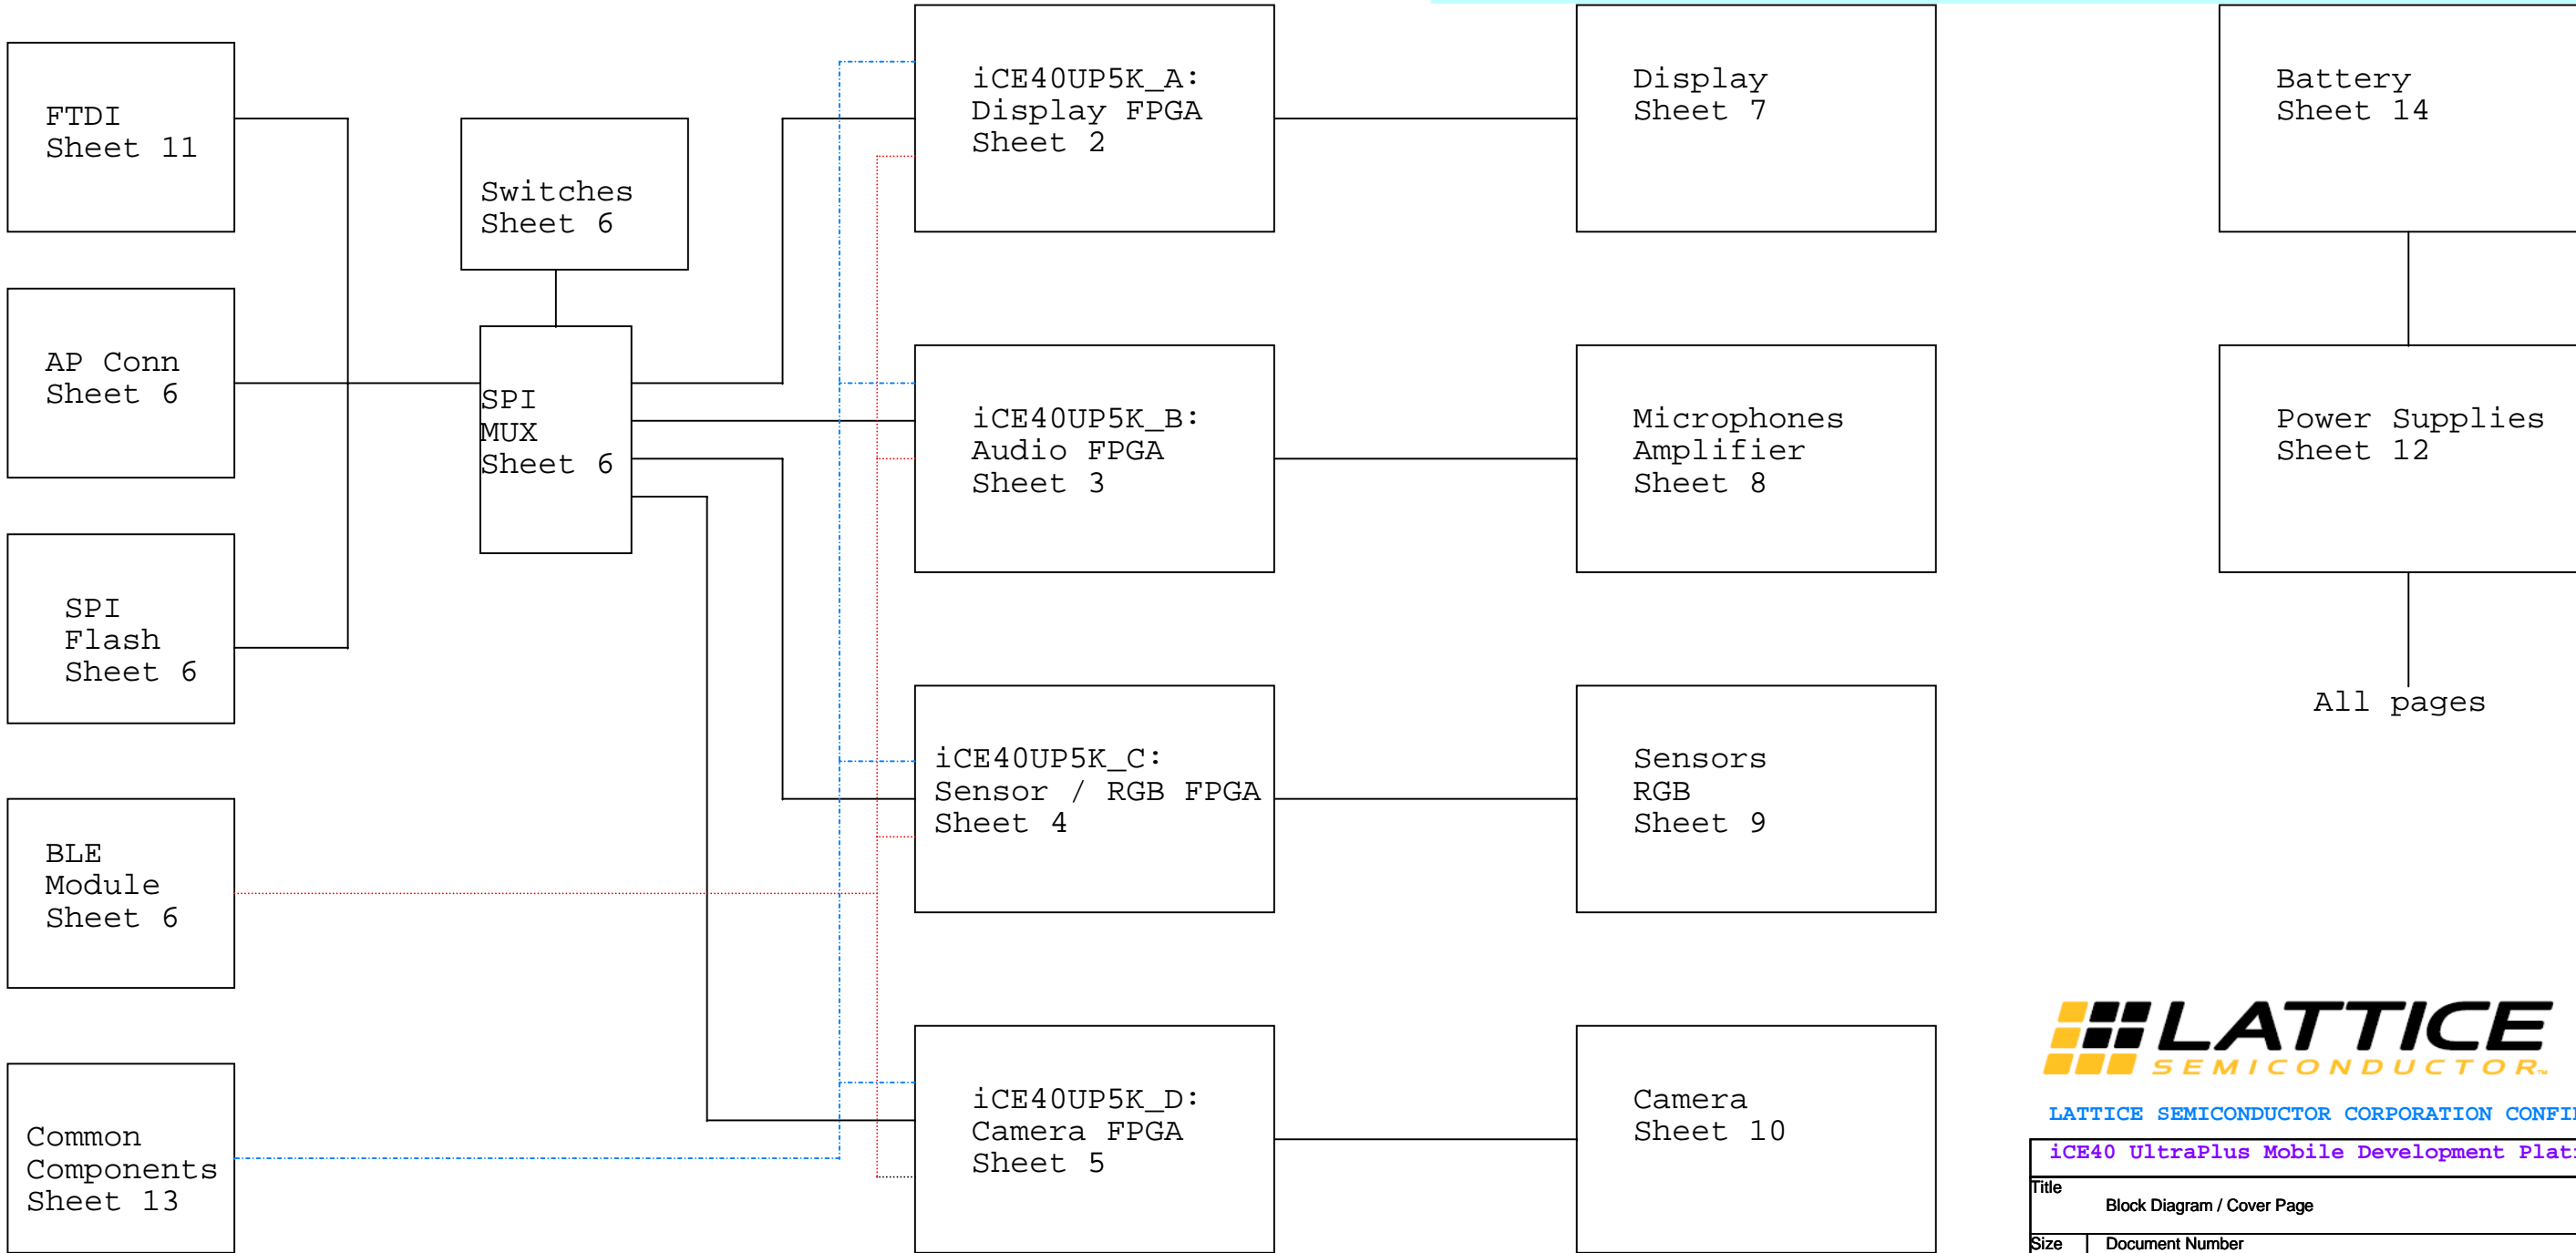 FTDI
Sheet 11
AP Conn
Sheet 6
SPI
Flash
Sheet 6
BLE
Module
Sheet 6
Common
Components
Sheet 13
Switches
Sheet 6
SPI
MUX
Sheet 6
iCE40UP5K_A:
Display FPGA
Sheet 2
iCE40UP5K_B:
Audio FPGA
Sheet 3
iCE40UP5K_C:
Sensor / RGB FPGA
Sheet 4
iCE40UP5K_D:
Camera FPGA
Sheet 5
Display
Sheet 7
Microphones
Amplifier
Sheet 8
Sensors
RGB
Sheet 9
Camera
Sheet 10
Battery
Sheet 14
Power Supplies
Sheet 12
All pages
LATTICE
SEMICONDUCTOR™
LATTICE SEMICONDUCTOR CORPORATION
iCE40 UltraPlus Mobile Development
Title
Block Diagram / Cover Page
Size Document Number